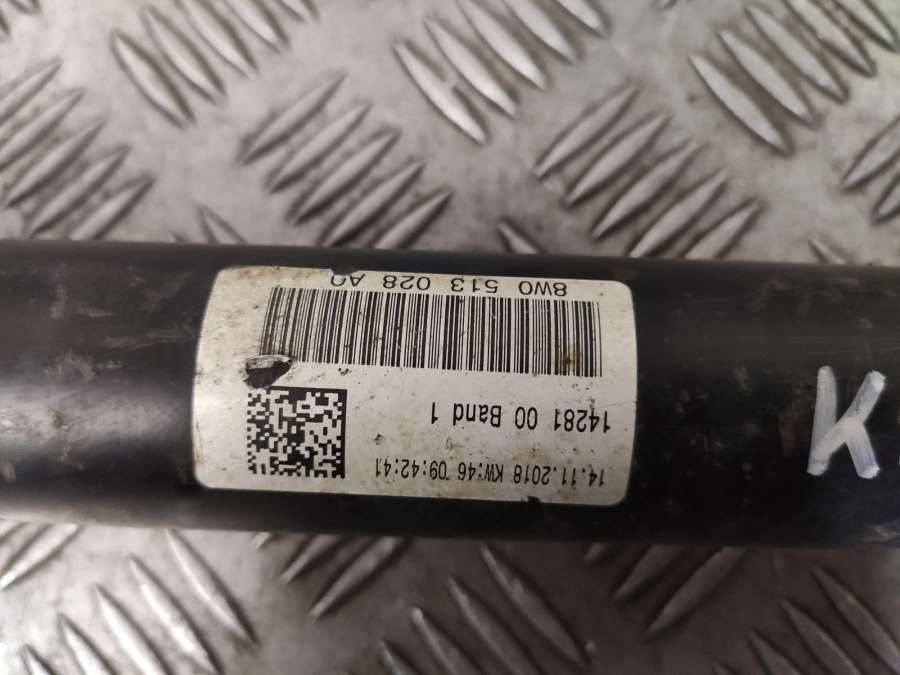 8W0 513 028 AQ
14281 00 Band 1
14.11.2018 KW:46 09:42:41
K